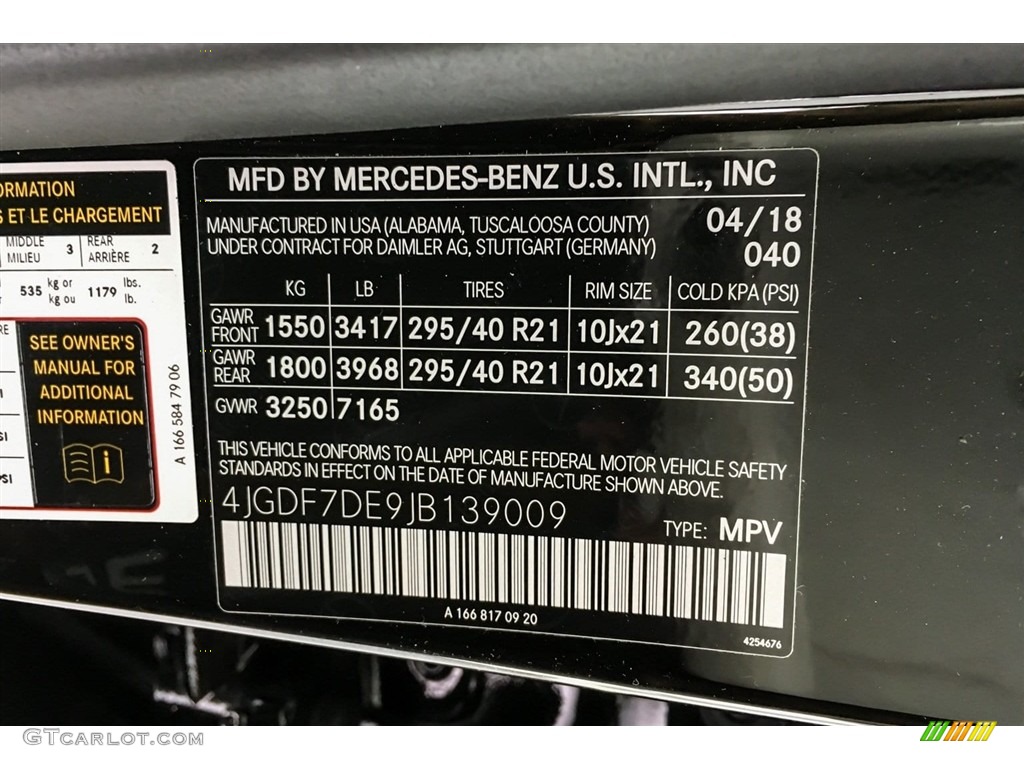 ORMATION
S ET LE CHARGEMENT
MIDDLE 3 REAR 2
MILIEU ARRIÈRE
535 kg or 1179 lbs.
kg ou lb.
SEE OWNER'S
MANUAL FOR
ADDITIONAL
INFORMATION
A 166 584 79 06
MFD BY MERCEDES-BENZ U.S. INTL., INC
MANUFACTURED IN USA (ALABAMA, TUSCALOOSA COUNTY) 04/18
UNDER CONTRACT FOR DAIMLER AG, STUTTGART (GERMANY) 040
KG LB TIRES RIM SIZE COLD KPA (PSI)
GAWR FRONT 1550 3417 295/40 R21 10Jx21 260(38)
GAWR REAR 1800 3968 295/40 R21 10Jx21 340(50)
GVWR 3250 7165
THIS VEHICLE CONFORMS TO ALL APPLICABLE FEDERAL MOTOR VEHICLE SAFETY
STANDARDS IN EFFECT ON THE DATE OF MANUFACTURE SHOWN ABOVE.
4JGDF7DE9JB139009 TYPE: MPV
A 166 817 09 20
4254676
GTCarlot.com